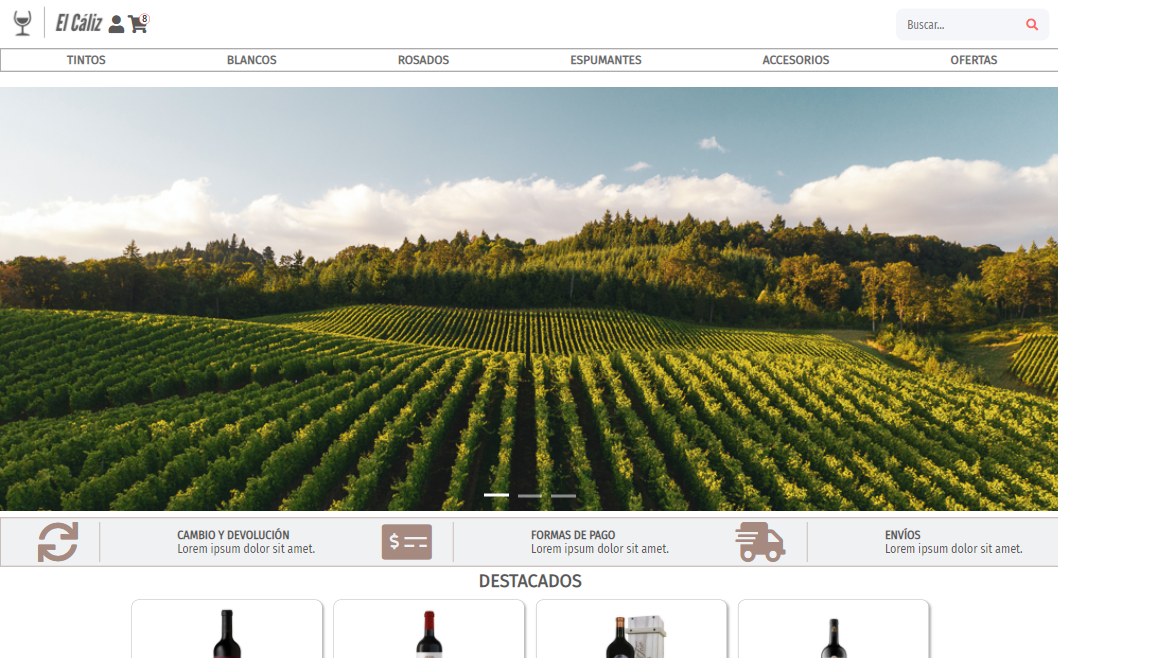 El Cáliz
8
Buscar...
TINTOS
BLANCOS
ROSADOS
ESPUMANTES
ACCESORIOS
OFERTAS
CAMBIO Y DEVOLUCIÓN
Lorem ipsum dolor sit amet.
$
FORMAS DE PAGO
Lorem ipsum dolor sit amet.
ENVÍOS
Lorem ipsum dolor sit amet.
DESTACADOS